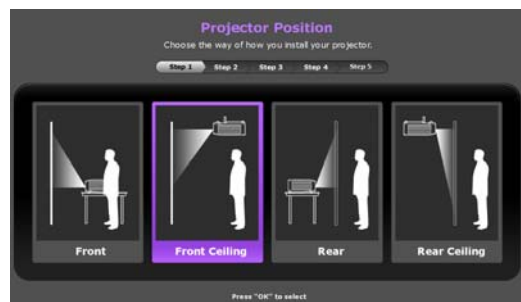 Projector Position
Choose the way of how you install your projector.
Step 1 Step 2 Step 3 Step 4 Step 5
Front Front Ceiling Rear Rear Ceiling
Press "OK" to select